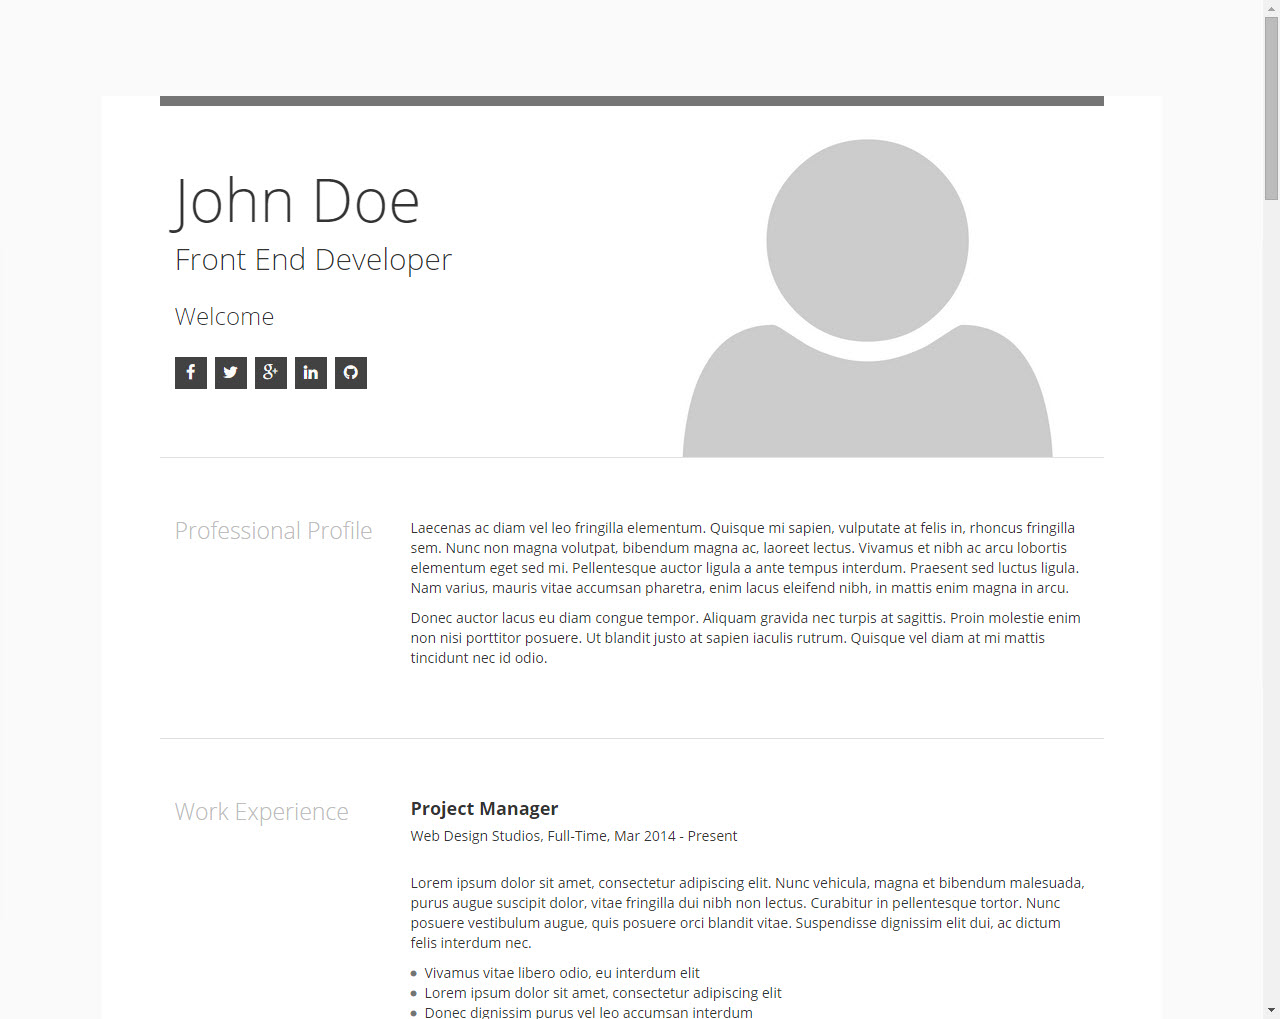 John Doe
Front End Developer
Welcome
Professional Profile
Laecenas ac diam vel leo fringilla elementum. Quisque mi sapien, vulputate at felis in, rhoncus fringilla
sem. Nunc non magna volutpat, bibendum magna ac, laoreet lectus. Vivamus et nibh ac arcu lobortis
elementum eget sed mi. Pellentesque auctor ligula a ante tempus interdum. Praesent sed luctus ligula.
Nam varius, mauris vitae accumsan pharetra, enim lacus eleifend nibh, in mattis enim magna in arcu.
Donec auctor lacus eu diam congue tempor. Aliquam gravida nec turpis at sagittis. Proin molestie enim
non nisi porttitor posuere. Ut blandit justo at sapien iaculis rutrum. Quisque vel diam at mi mattis
tincidunt nec id odio.
Work Experience
Project Manager
Web Design Studios, Full-Time, Mar 2014 - Present
Lorem ipsum dolor sit amet, consectetur adipiscing elit. Nunc vehicula, magna et bibendum malesuada,
purus augue suscipit dolor, vitae fringilla dui nibh non lectus. Curabitur in pellentesque tortor. Nunc
posuere vestibulum augue, quis posuere orci blandit vitae. Suspendisse dignissim elit dui, ac dictum
felis interdum nec.
Vivamus vitae libero odio, eu interdum elit
Lorem ipsum dolor sit amet, consectetur adipiscing elit
Donec dignissim purus vel leo accumsan interdum